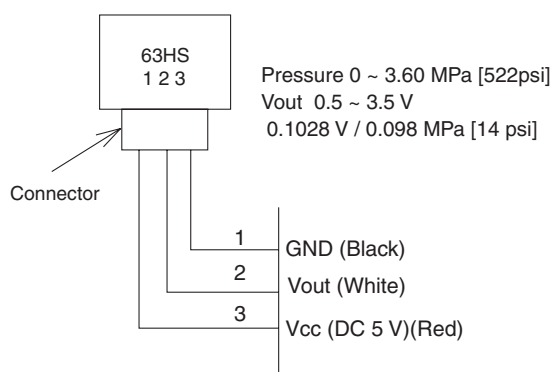 63HS
1 2 3
Pressure 0 ~ 3.60 MPa [522psi]
Vout 0.5 ~ 3.5 V
0.1028 V / 0.098 MPa [14 psi]
Connector
1
GND (Black)
2
Vout (White)
3
Vcc (DC 5 V)(Red)